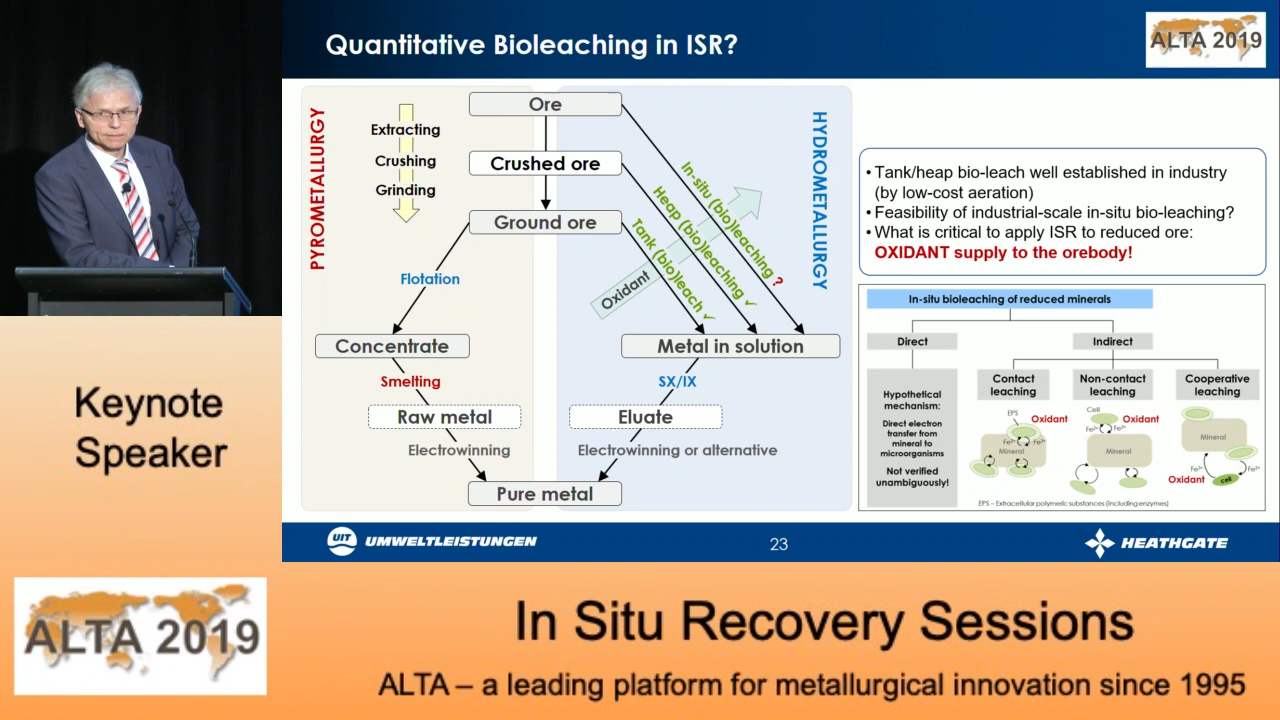 Quantitative Bioleaching in ISR?
ALTA 2019
PYROMETALLURGY
Extracting
Crushing
Grinding
Ore
Crushed ore
Ground ore
Flotation
Concentrate
Smelting
Raw metal
Electrowinning
Pure metal
HYDROMETALLURGY
In-situ (bio)leaching ?
Heap (bio)leaching ✓
Tank (bio)leach ✓
Oxidant
Metal in solution
SX/IX
Eluate
Electrowinning or alternative
• Tank/heap bio-leach well established in industry
(by low-cost aeration)
• Feasibility of industrial-scale in-situ bio-leaching?
• What is critical to apply ISR to reduced ore:
OXIDANT supply to the orebody!
In-situ bioleaching of reduced minerals
Direct
Indirect
Hypothetical
mechanism:
Direct electron
transfer from
mineral to
microorganisms
Not verified
unambiguously!
Contact
leaching
EPS
Oxidant
Fe²⁺
Fe³⁺
Mineral
Non-contact
leaching
Cell
Oxidant
Fe²⁺
Fe³⁺
Mineral
Cooperative
leaching
Mineral
Fe³⁺
Fe²⁺
Oxidant
cell
EPS – Extracellular polymeric substances (including enzymes)
UIT UMWELTLEISTUNGEN
23
HEATHGATE
Keynote
Speaker
ALTA 2019
In Situ Recovery Sessions
ALTA – a leading platform for metallurgical innovation since 1995